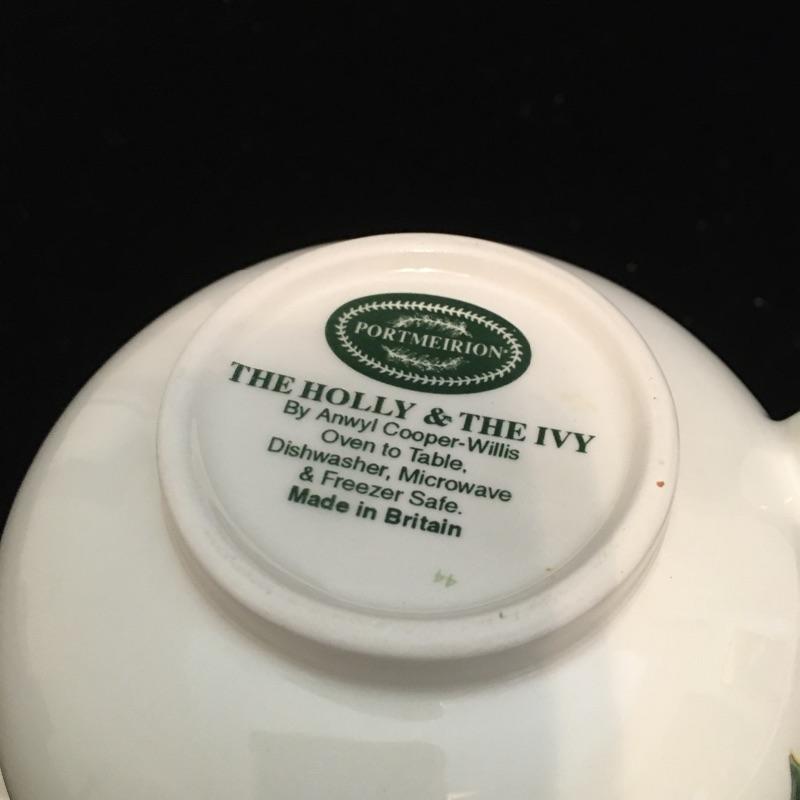 PORTMEIRION®
THE HOLLY & THE IVY
By Anwyl Cooper-Willis
Oven to Table,
Dishwasher, Microwave
& Freezer Safe.
Made in Britain
44